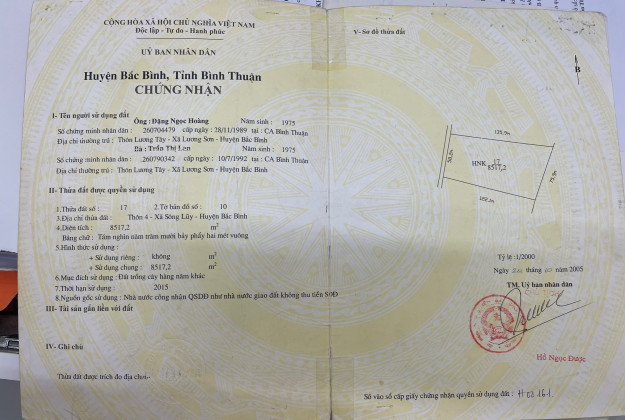 CỘNG HÒA XÃ HỘI CHỦ NGHĨA VIỆT NAM
Độc lập - Tự do - Hạnh phúc
UỶ BAN NHÂN DÂN
Huyện Bắc Bình, Tỉnh Bình Thuận
CHỨNG NHẬN
I- Tên người sử dụng đất
Ông : Đặng Ngọc Hoàng Năm sinh : 1975
Số chứng minh nhân dân : 260704479 cấp ngày : 28/11/1989 tại : CA Bình Thuận
Địa chỉ thường trú : Thôn Lương Tây - Xã Lương Sơn - Huyện Bắc Bình
Bà : Trần Thị Lan Năm sinh : 1975
Số chứng minh nhân dân : 260790342 cấp ngày : 10/7/1992 tại : CA Bình Thuận
Địa chỉ thường trú : Thôn Lương Tây - Xã Lương Sơn - Huyện Bắc Bình
II- Thửa đất được quyền sử dụng
1.Thửa đất số : 17 2.Tờ bản đồ số : 10
3.Địa chỉ thửa đất : Thôn 4 - Xã Sông Lũy - Huyện Bắc Bình
4.Diện tích : 8517,2 m²
Bằng chữ : Tám nghìn năm trăm mười bảy phẩy hai mét vuông
5.Hình thức sử dụng :
+ Sử dụng riêng : không m²
+ Sử dụng chung : 8517,2 m²
6.Mục đích sử dụng : Đất trồng cây hàng năm khác
7.Thời hạn sử dụng : 2015
8.Nguồn gốc sử dụng : Nhà nước công nhận QSDĐ như nhà nước giao đất không thu tiền SDĐ
III- Tài sản gắn liền với đất
IV- Ghi chú
Thửa đất được trích đo địa
V- Sơ đồ thửa đất
B
HNK 17
8517,2
Tỷ lệ :1/2000
Ngày tháng năm 2005
TM. Uỷ ban nhân dân
Hồ Ngọc Được
Số vào sổ cấp giấy chứng nhận quyền sử dụng đất :